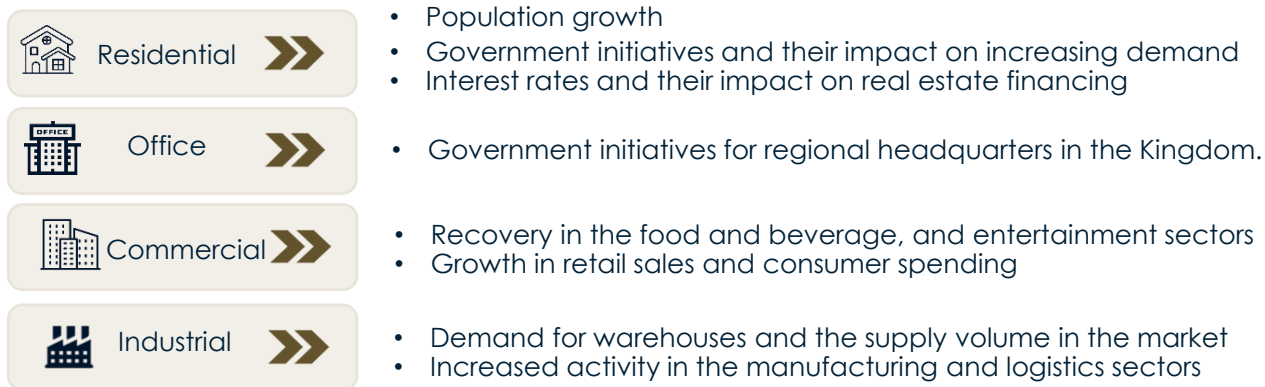 Residential
• Population growth
• Government initiatives and their impact on increasing demand
• Interest rates and their impact on real estate financing
OFFICE
Office
• Government initiatives for regional headquarters in the Kingdom.
Commercial
• Recovery in the food and beverage, and entertainment sectors
• Growth in retail sales and consumer spending
Industrial
• Demand for warehouses and the supply volume in the market
• Increased activity in the manufacturing and logistics sectors